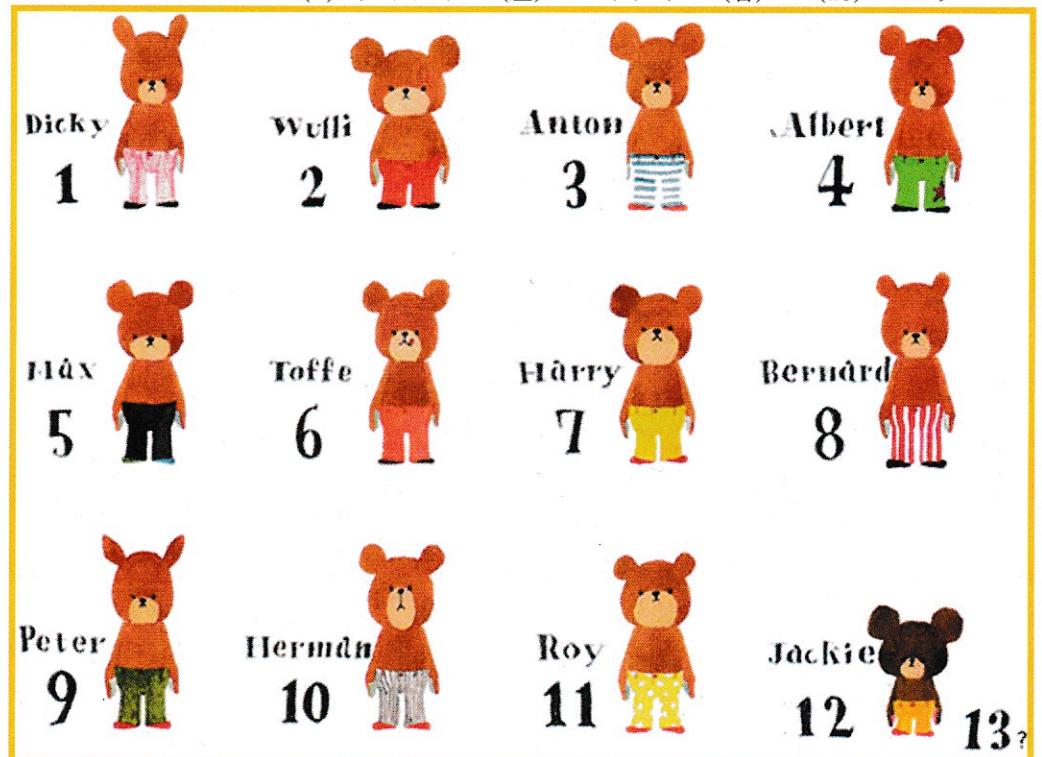 Dicky
1
2
Anton
3
Albert
4
Max
5
Toffe
6
Harry
7
Bernard
8
Peter
9
Herman
10
Roy
11
Jackie
12
13?